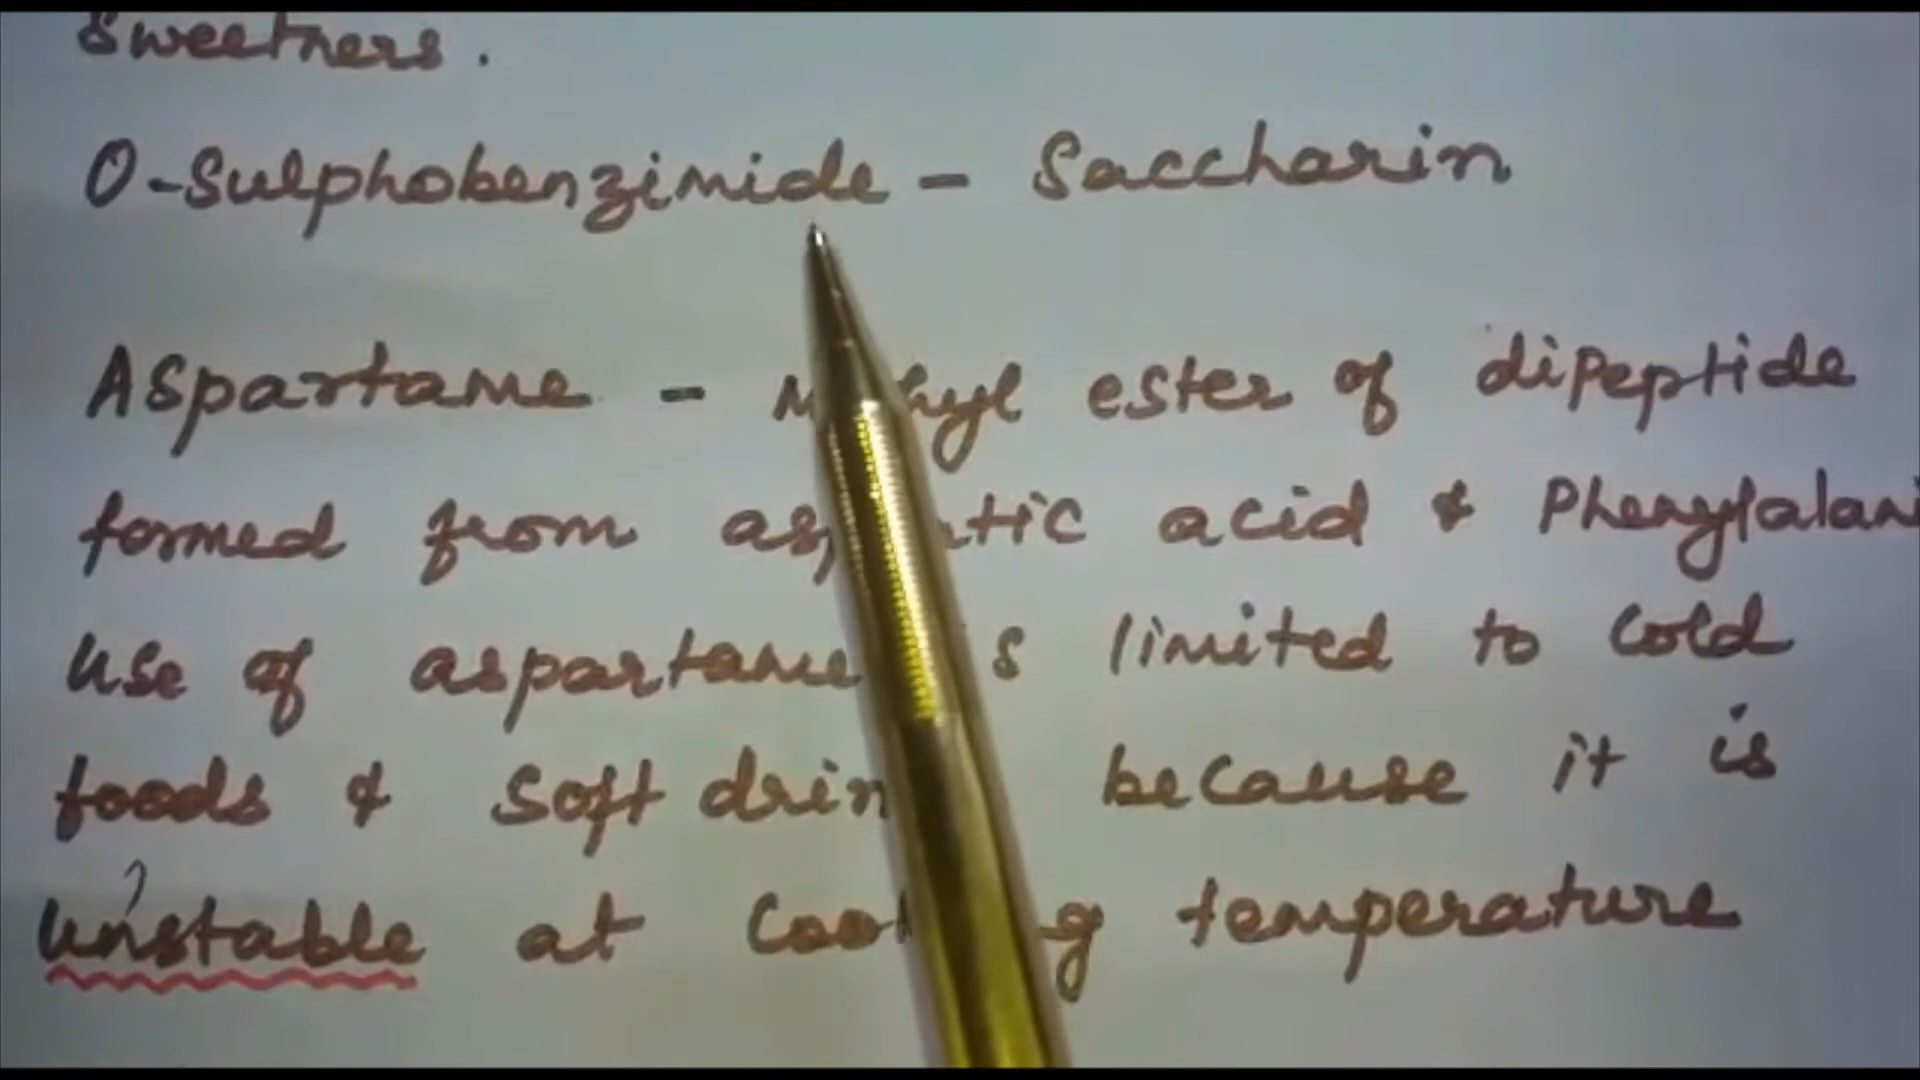 Sweetners.
O-Sulphobenzimide - Saccharin
Aspartame - ester of dipeptide
formed from acid &
use of aspartame limited to Cold
foods & Soft because it is
unstable at temperature